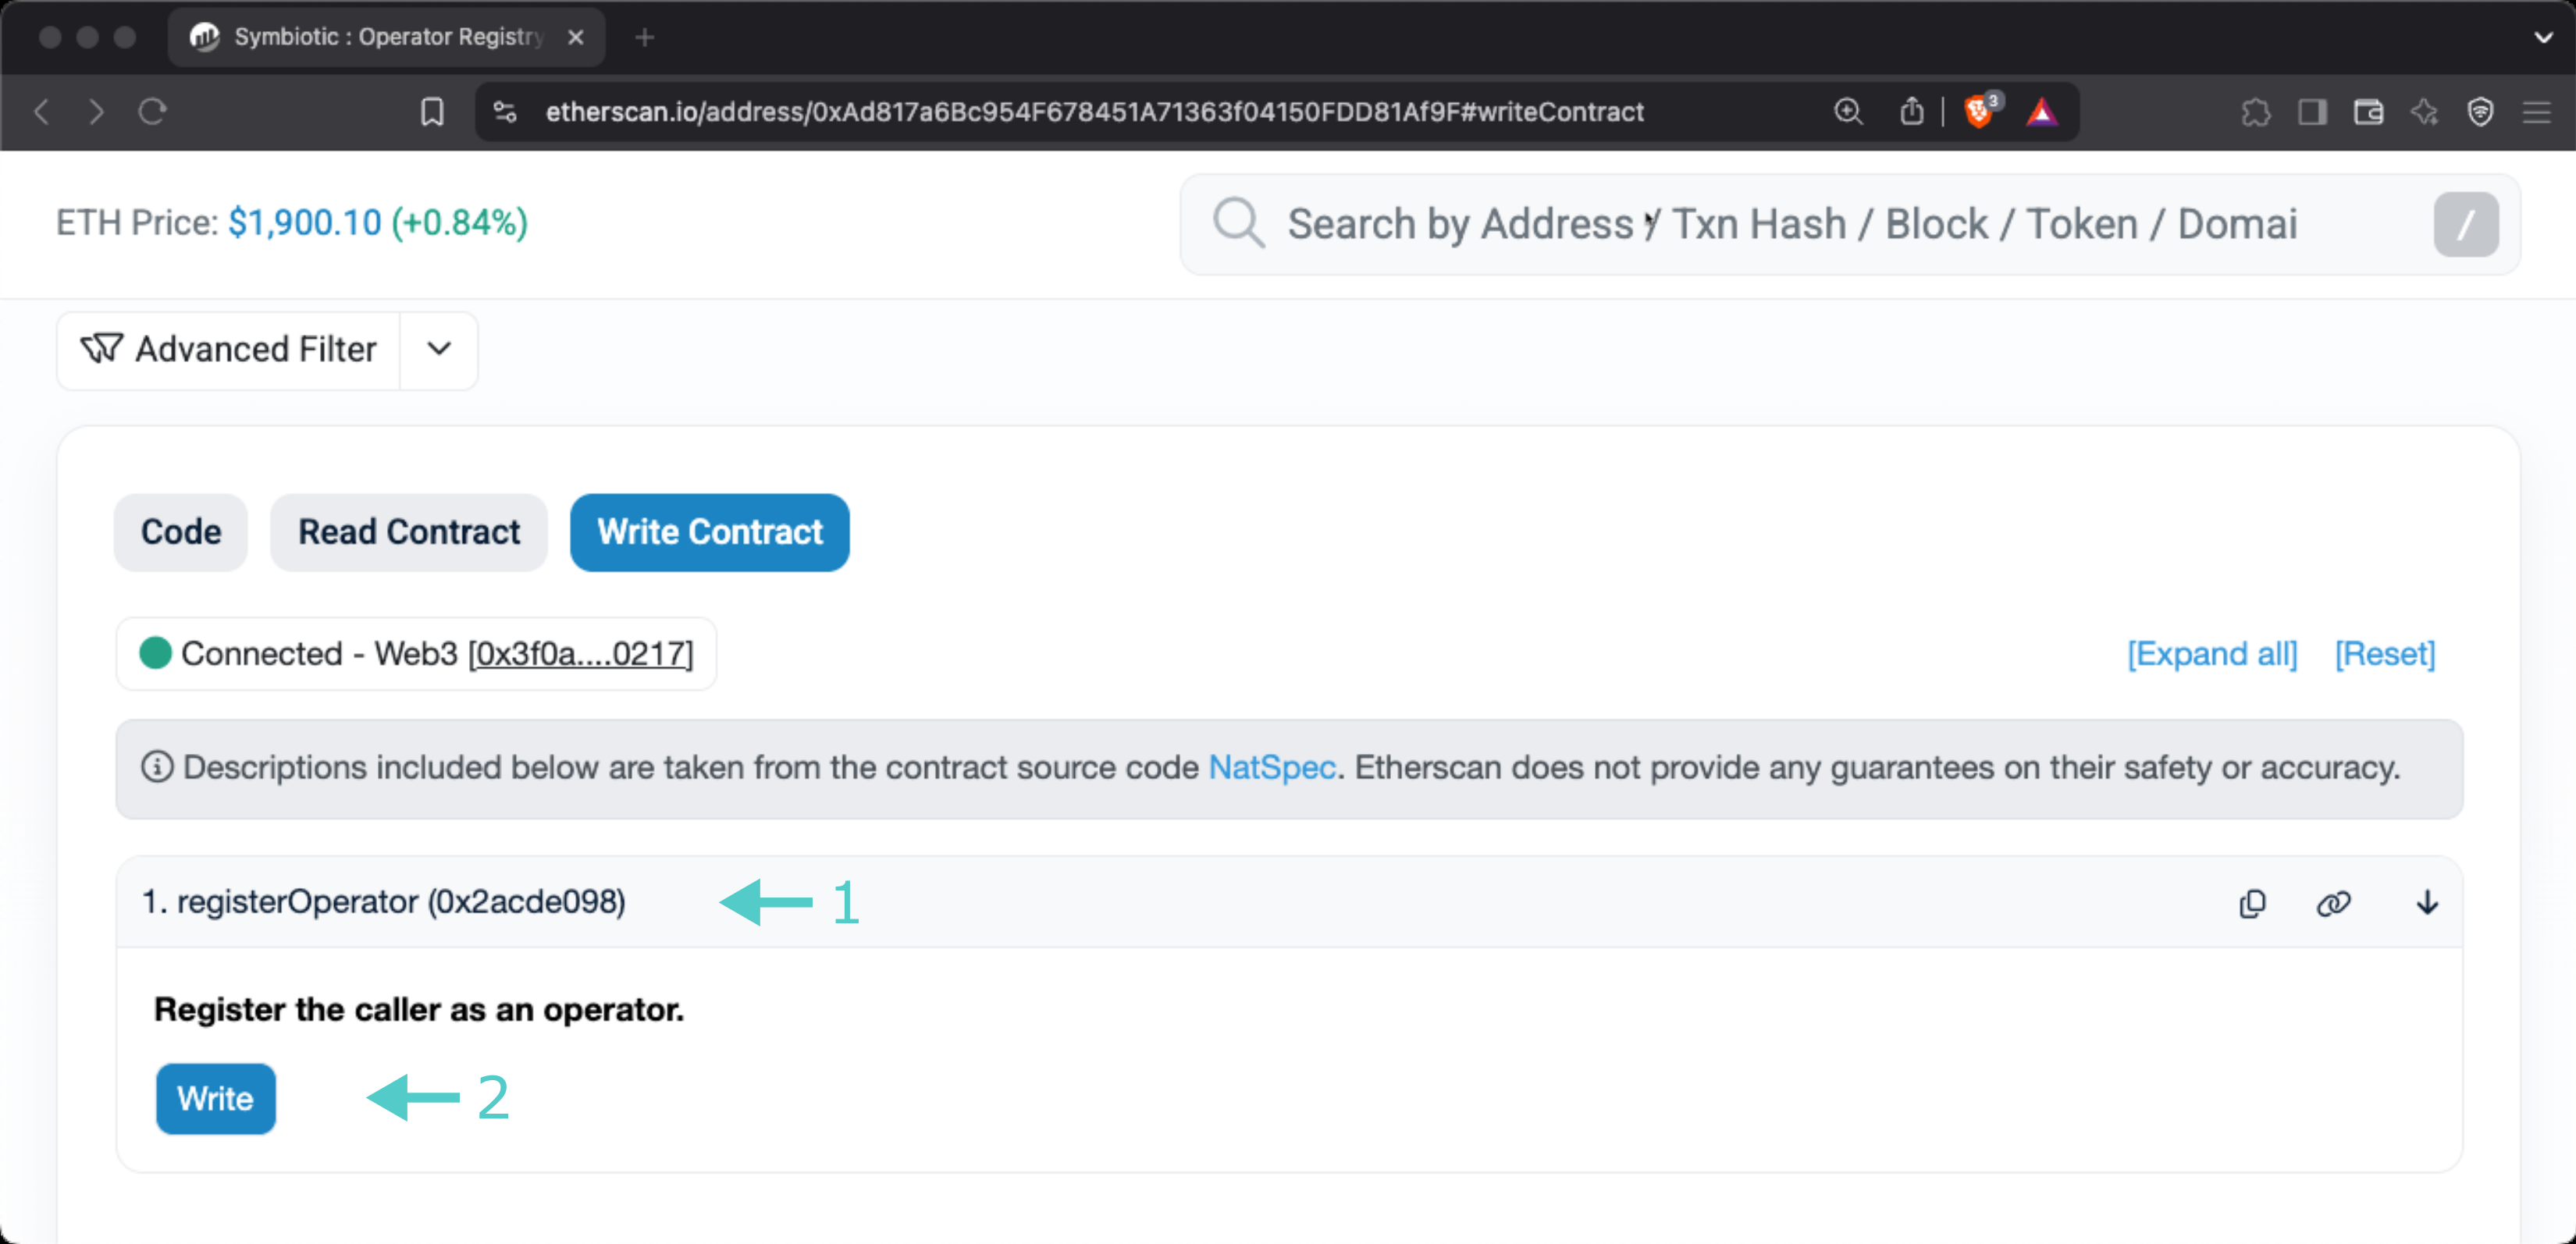 Symbiotic : Operator Registry
etherscan.io/address/0xAd817a6Bc954F678451A71363f04150FDD81Af9F#writeContract
3
ETH Price: $1,900.10 (+0.84%)
Search by Address / Txn Hash / Block / Token / Domai
/
Advanced Filter
Code
Read Contract
Write Contract
Connected - Web3 [0x3f0a....0217]
[Expand all]
[Reset]
Descriptions included below are taken from the contract source code NatSpec. Etherscan does not provide any guarantees on their safety or accuracy.
1. registerOperator (0x2acde098)
1
Register the caller as an operator.
Write
2